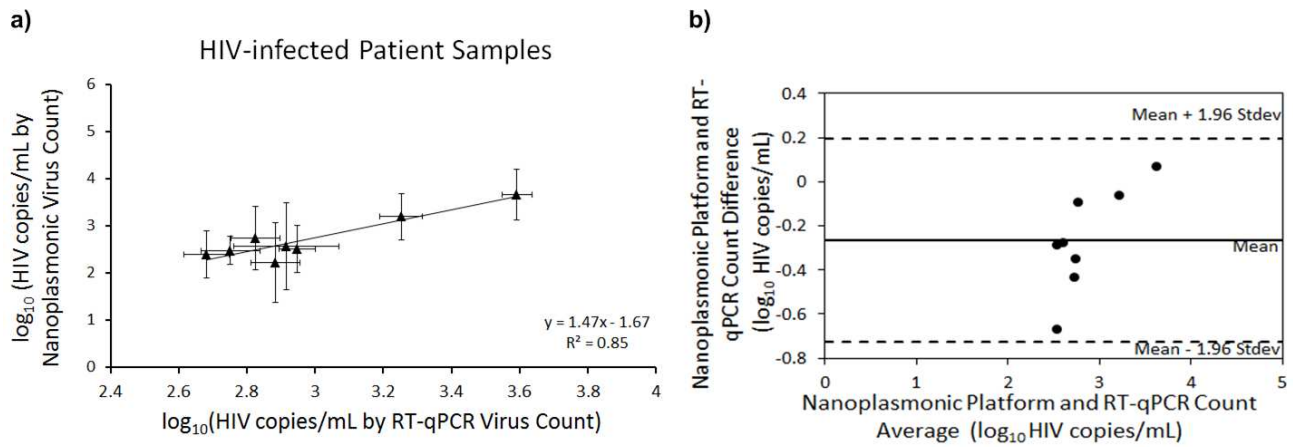 a)
HIV-infected Patient Samples
log₁₀(HIV copies/mL by
Nanoplasmonic Virus Count)
6
5
4
3
2
1
0
2.4 2.6 2.8 3 3.2 3.4 3.6 3.8 4
y = 1.47x - 1.67
R² = 0.85
log₁₀(HIV copies/mL by RT-qPCR Virus Count)
b)
Nanoplasmonic Platform and RT-
qPCR Count Difference
(log₁₀ HIV copies/mL)
0.4
0.2
0
-0.2
-0.4
-0.6
-0.8
Mean + 1.96 Stdev
Mean
Mean - 1.96 Stdev
0 1 2 3 4 5
Nanoplasmonic Platform and RT-qPCR Count
Average (log₁₀ HIV copies/mL)